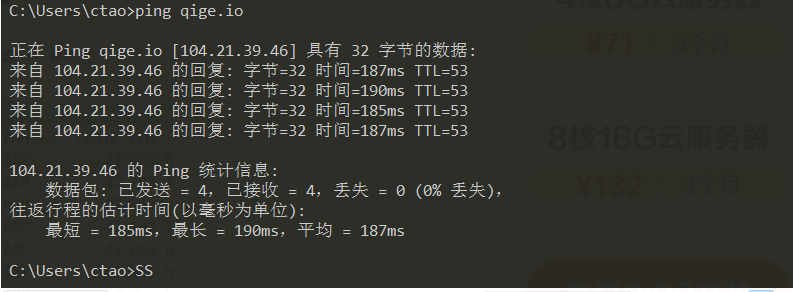 C:\Users\ctao>ping qige.io
正在 Ping qige.io [104.21.39.46] 具有 32 字节的数据:
来自 104.21.39.46 的回复: 字节=32 时间=187ms TTL=53
来自 104.21.39.46 的回复: 字节=32 时间=190ms TTL=53
来自 104.21.39.46 的回复: 字节=32 时间=185ms TTL=53
来自 104.21.39.46 的回复: 字节=32 时间=187ms TTL=53
104.21.39.46 的 Ping 统计信息:
数据包: 已发送 = 4，已接收 = 4，丢失 = 0 (0% 丢失)，
往返行程的估计时间(以毫秒为单位):
最短 = 185ms，最长 = 190ms，平均 = 187ms
C:\Users\ctao>SS
4核8G云服务器
¥71 3个月
8核16G云服务器
¥132 3个月